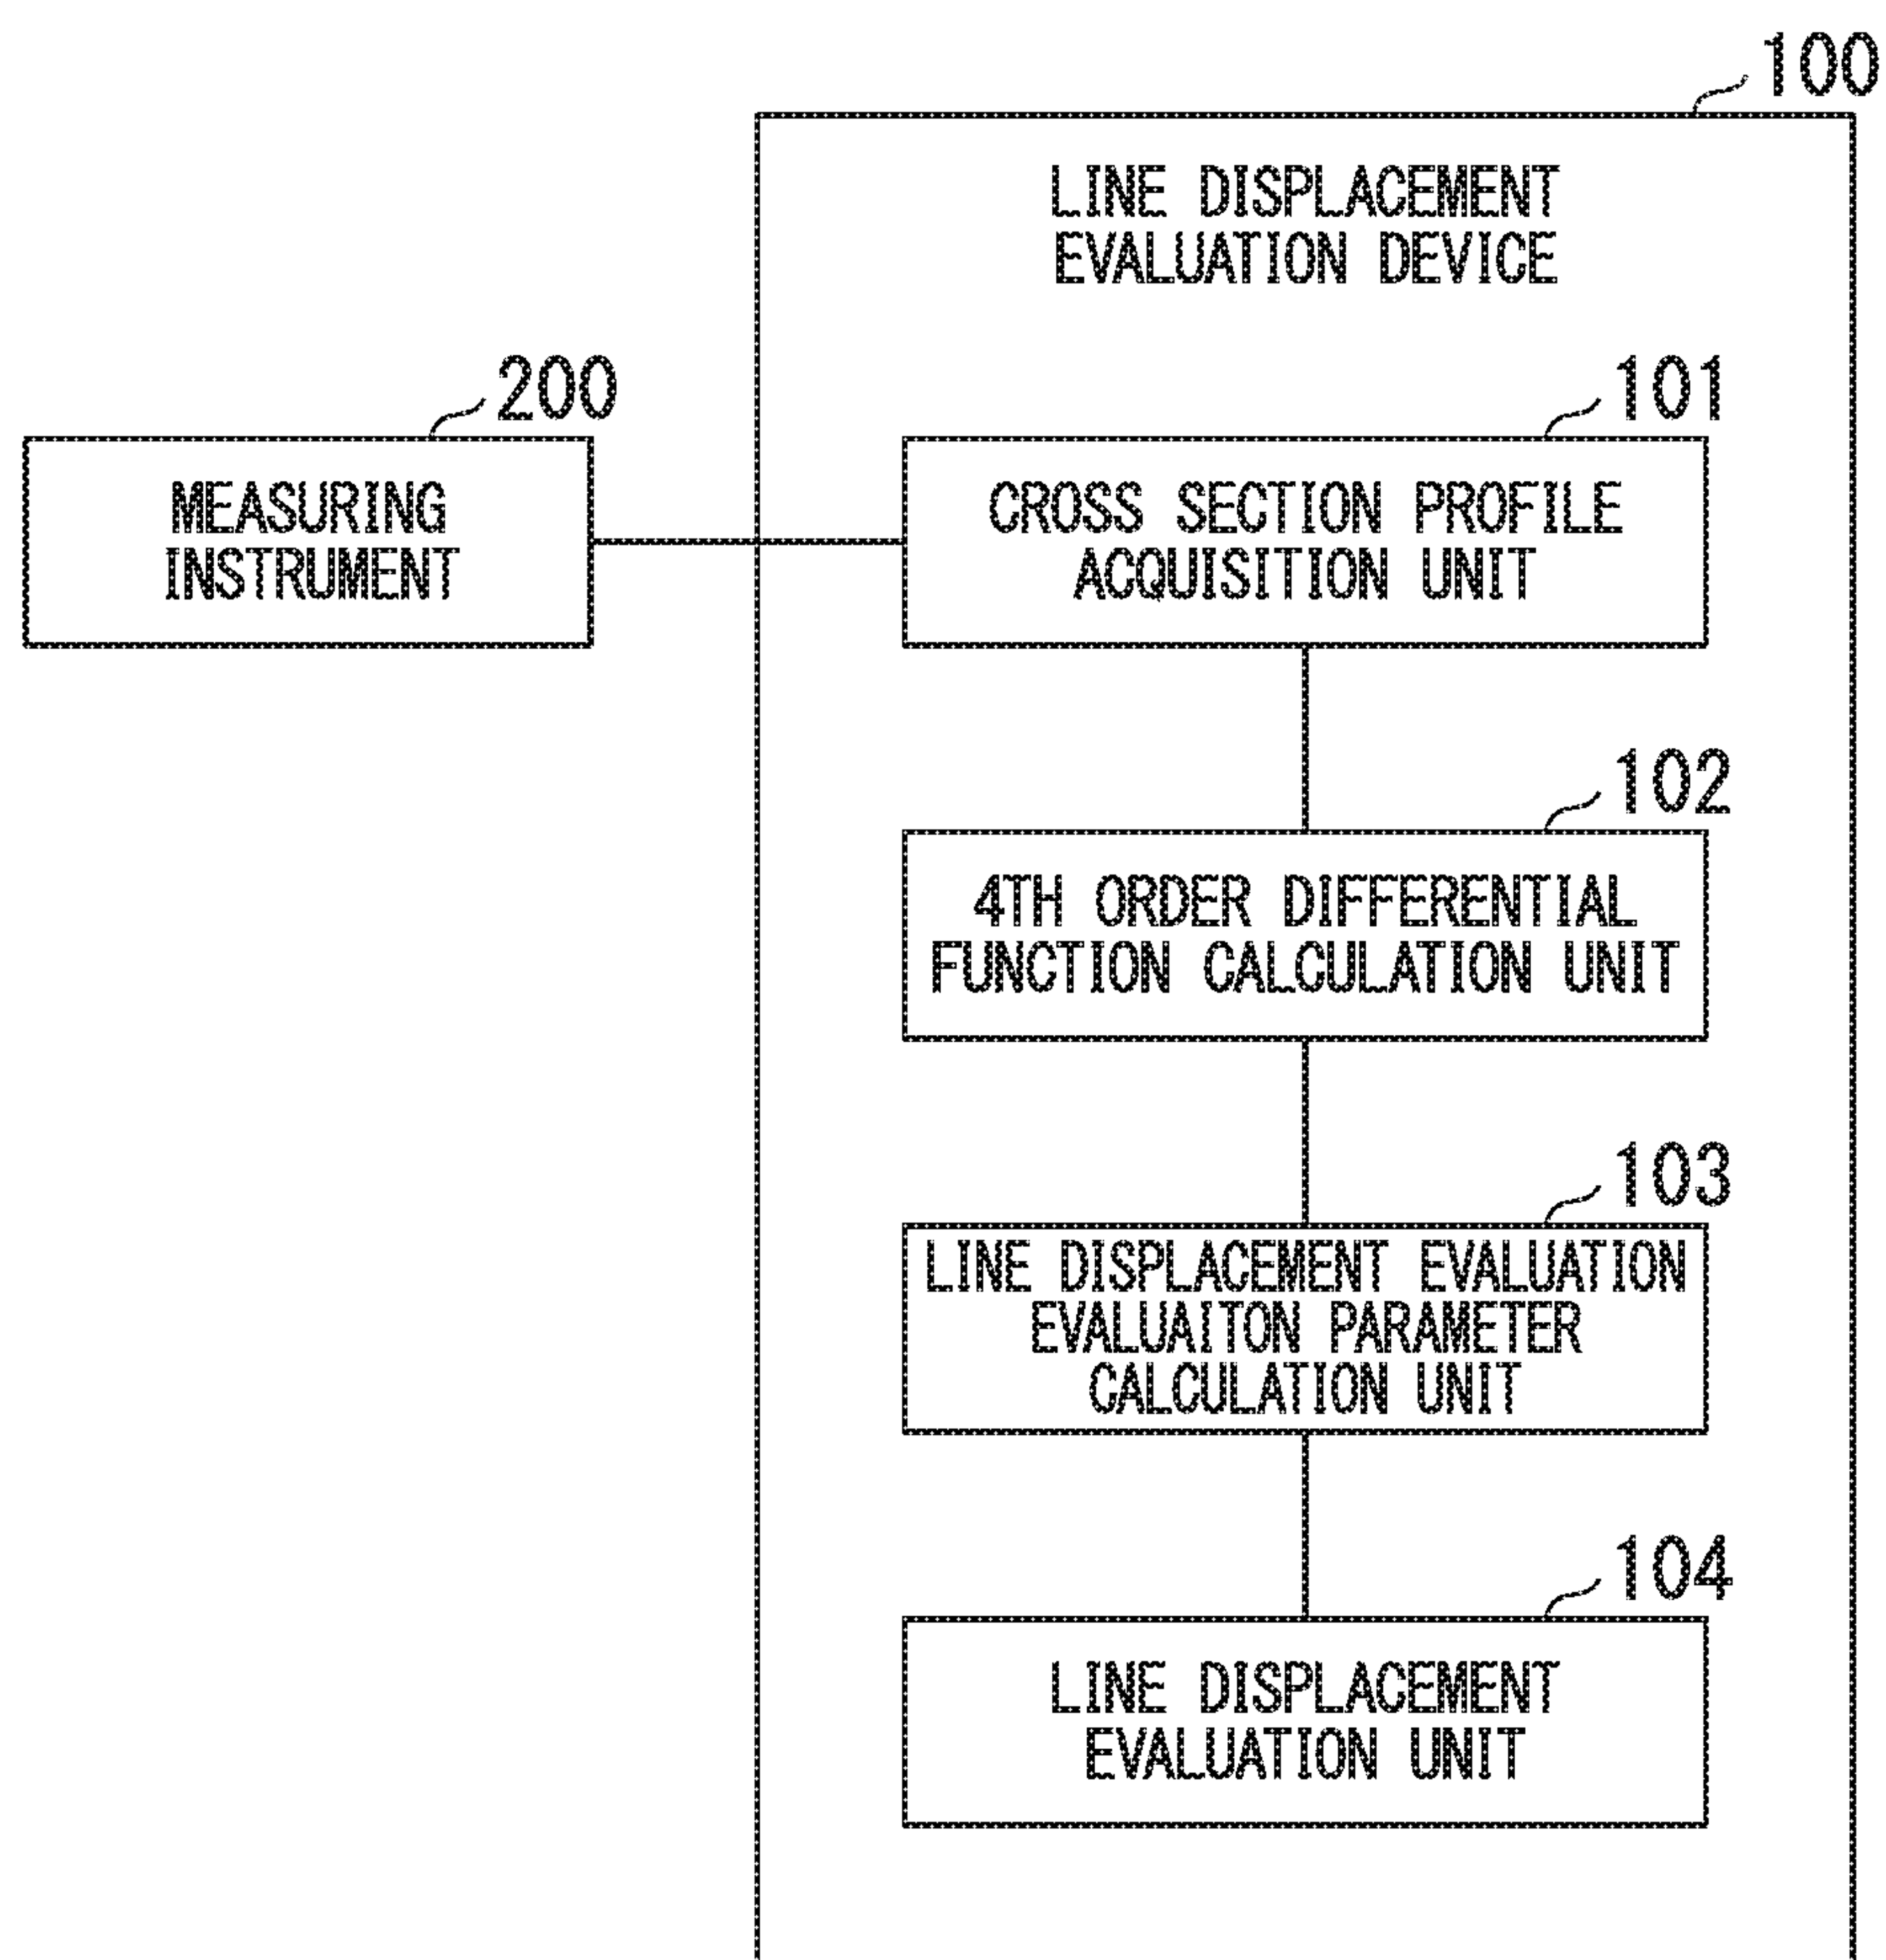 100
LINE DISPLACEMENT
EVALUATION DEVICE
200
MEASURING
INSTRUMENT
101
CROSS SECTION PROFILE
ACQUISITION UNIT
102
4TH ORDER DIFFERENTIAL
FUNCTION CALCULATION UNIT
103
LINE DISPLACEMENT EVALUATION
EVALUAITON PARAMETER
CALCULATION UNIT
104
LINE DISPLACEMENT
EVALUATION UNIT